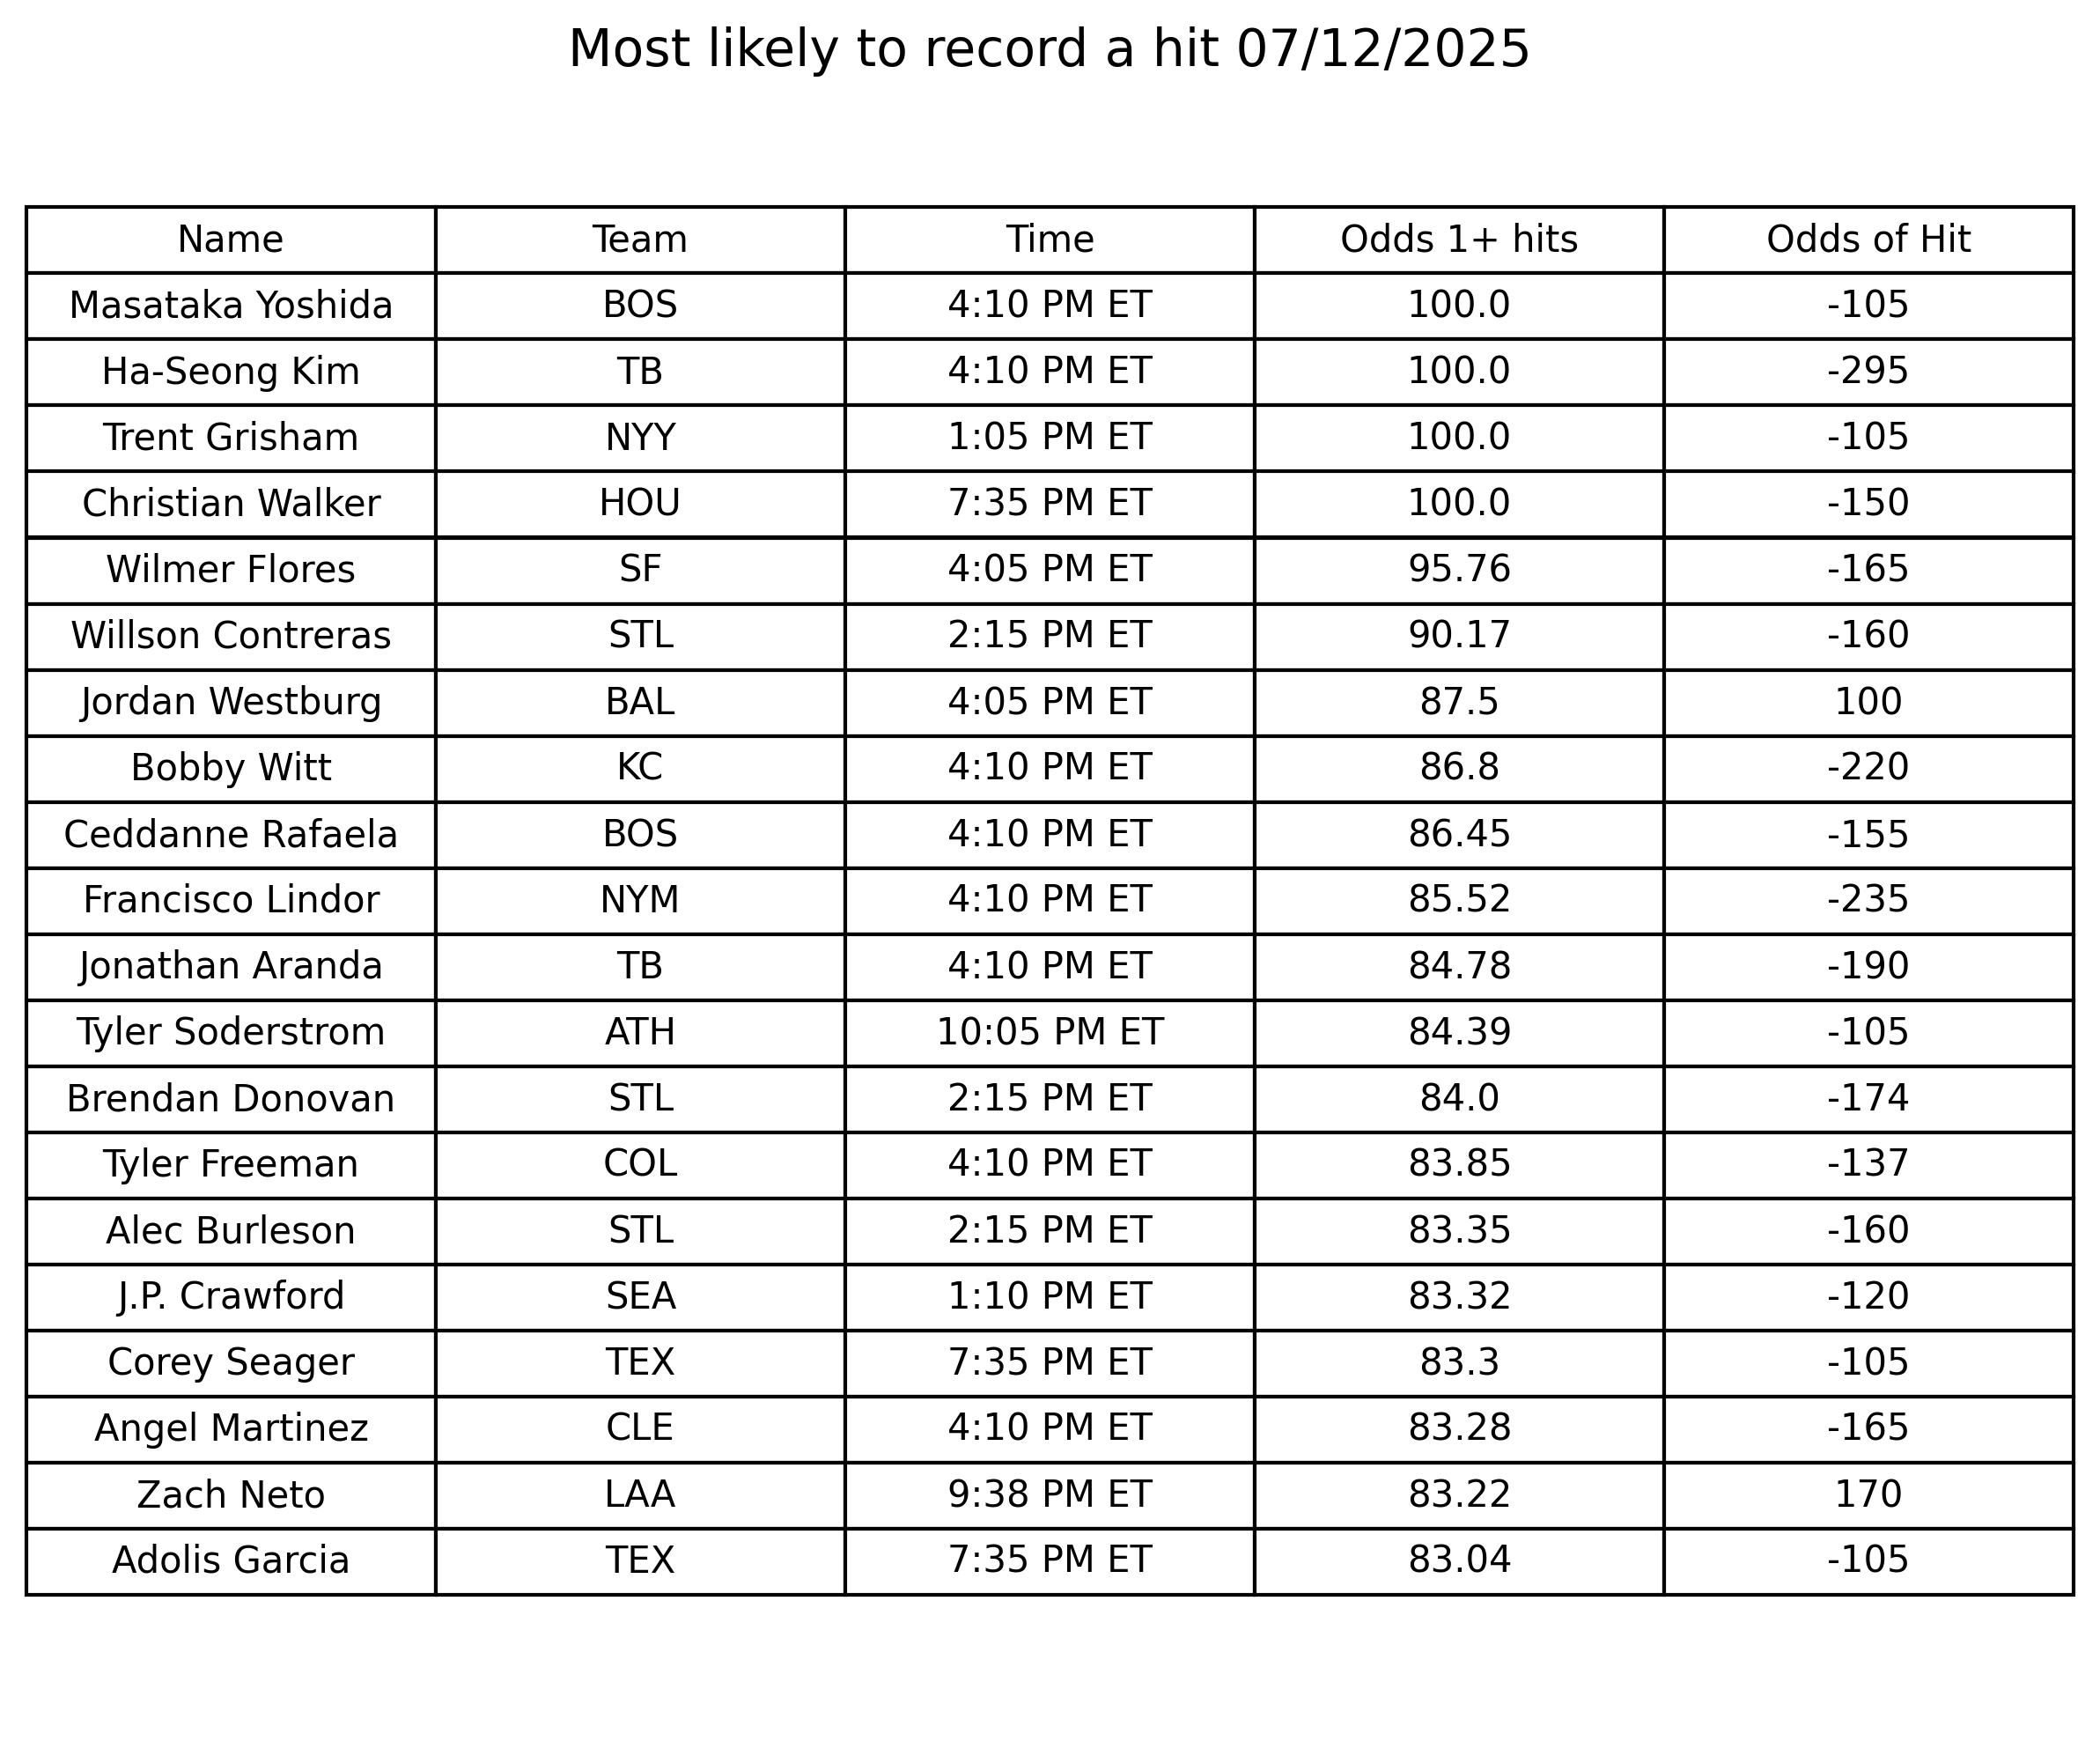 Most likely to record a hit 07/12/2025
Name Team Time Odds 1+ hits Odds of Hit
Masataka Yoshida BOS 4:10 PM ET 100.0 -105
Ha-Seong Kim TB 4:10 PM ET 100.0 -295
Trent Grisham NYY 1:05 PM ET 100.0 -105
Christian Walker HOU 7:35 PM ET 100.0 -150
Wilmer Flores SF 4:05 PM ET 95.76 -165
Willson Contreras STL 2:15 PM ET 90.17 -160
Jordan Westburg BAL 4:05 PM ET 87.5 100
Bobby Witt KC 4:10 PM ET 86.8 -220
Ceddanne Rafaela BOS 4:10 PM ET 86.45 -155
Francisco Lindor NYM 4:10 PM ET 85.52 -235
Jonathan Aranda TB 4:10 PM ET 84.78 -190
Tyler Soderstrom ATH 10:05 PM ET 84.39 -105
Brendan Donovan STL 2:15 PM ET 84.0 -174
Tyler Freeman COL 4:10 PM ET 83.85 -137
Alec Burleson STL 2:15 PM ET 83.35 -160
J.P. Crawford SEA 1:10 PM ET 83.32 -120
Corey Seager TEX 7:35 PM ET 83.3 -105
Angel Martinez CLE 4:10 PM ET 83.28 -165
Zach Neto LAA 9:38 PM ET 83.22 170
Adolis Garcia TEX 7:35 PM ET 83.04 -105